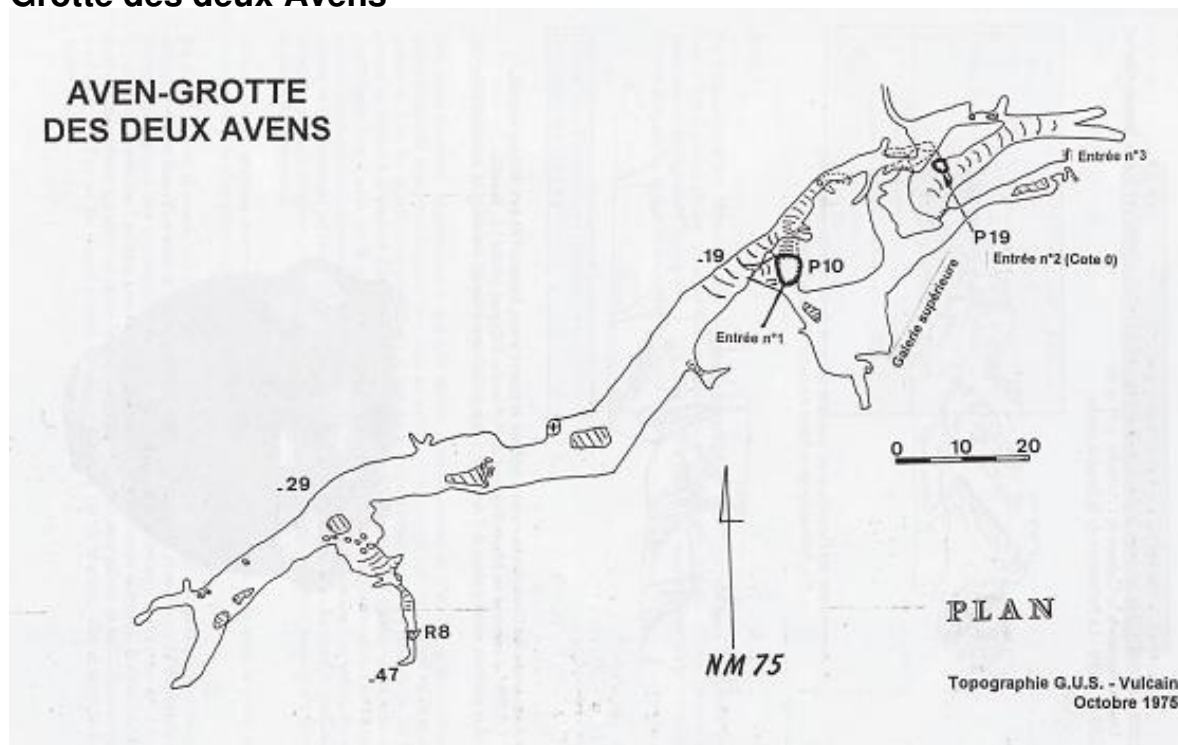 Grotte des deux Avens
AVEN-GROTTE
DES DEUX AVENS
Entrée n°3
P19
Entrée n°2 (Cote 0)
-19
P10
Entrée n°1
Galerie supérieure
0 10 20
-29
R8
-47
NM 75
PLAN
Topographie G.U.S. - Vulcain
Octobre 1975